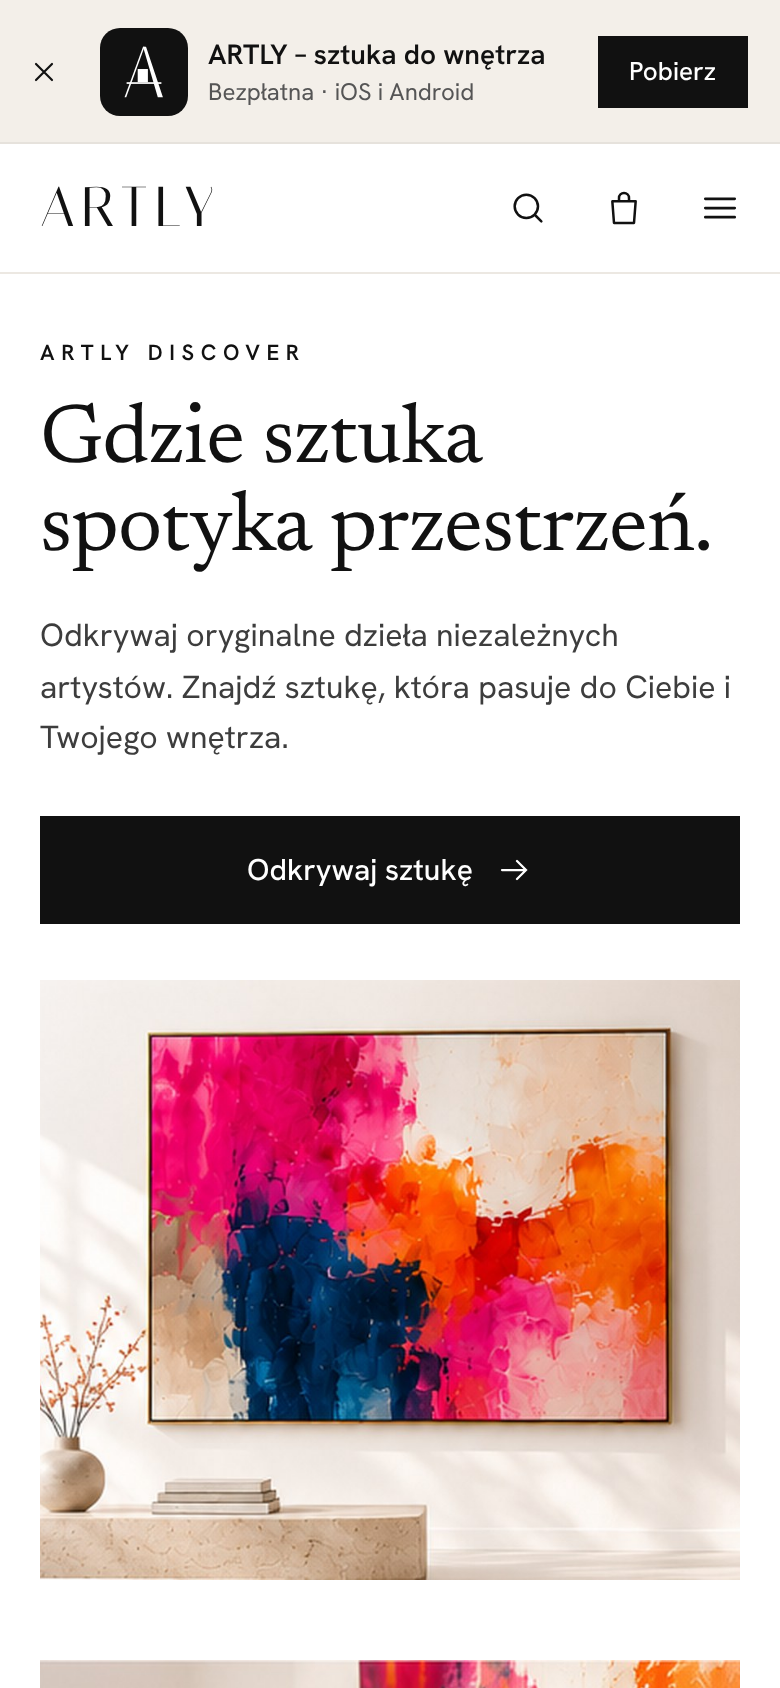 ARTLY – sztuka do wnętrza
Bezpłatna · iOS i Android
Pobierz
ARTLY
ARTLY DISCOVER
Gdzie sztuka
spotyka przestrzeń.
Odkrywaj oryginalne dzieła niezależnych
artystów. Znajdź sztukę, która pasuje do Ciebie i
Twojego wnętrza.
Odkrywaj sztukę →